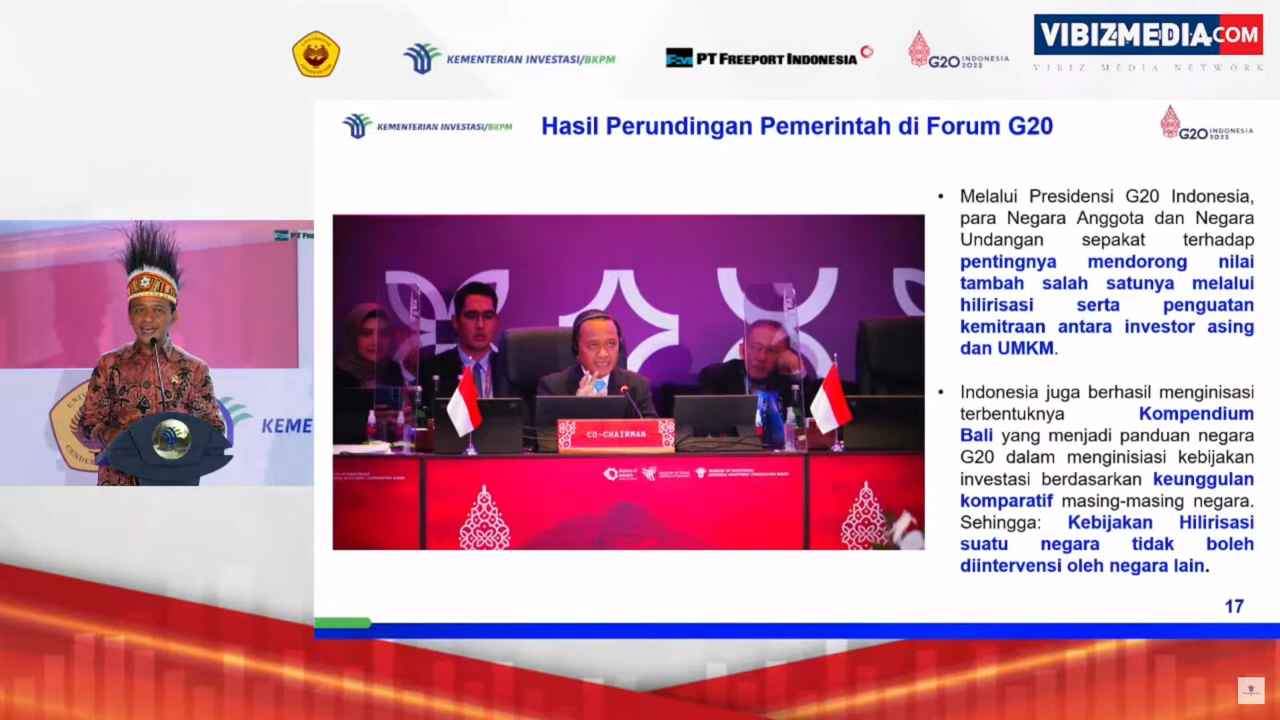 VIBIZMEDIA.COM
VIBIZ MEDIA NETWORK
KEMENTERIAN INVESTASI/BKPM
PT FREEPORT INDONESIA
G20 INDONESIA
2022
KEMENTERIAN INVESTASI/BKPM
Hasil Perundingan Pemerintah di Forum G20
G20 INDONESIA
2022
• Melalui Presidensi G20 Indonesia,
para Negara Anggota dan Negara
Undangan sepakat terhadap
pentingnya mendorong nilai
tambah salah satunya melalui
hilirisasi serta penguatan
kemitraan antara investor asing
dan UMKM.
• Indonesia juga berhasil menginisasi
terbentuknya Kompendium
Bali yang menjadi panduan negara
G20 dalam menginisiasi kebijakan
investasi berdasarkan keunggulan
komparatif masing-masing negara.
Sehingga: Kebijakan Hilirisasi
suatu negara tidak boleh
diintervensi oleh negara lain.
17
CO-CHAIRMAN
PT FREE
KEME